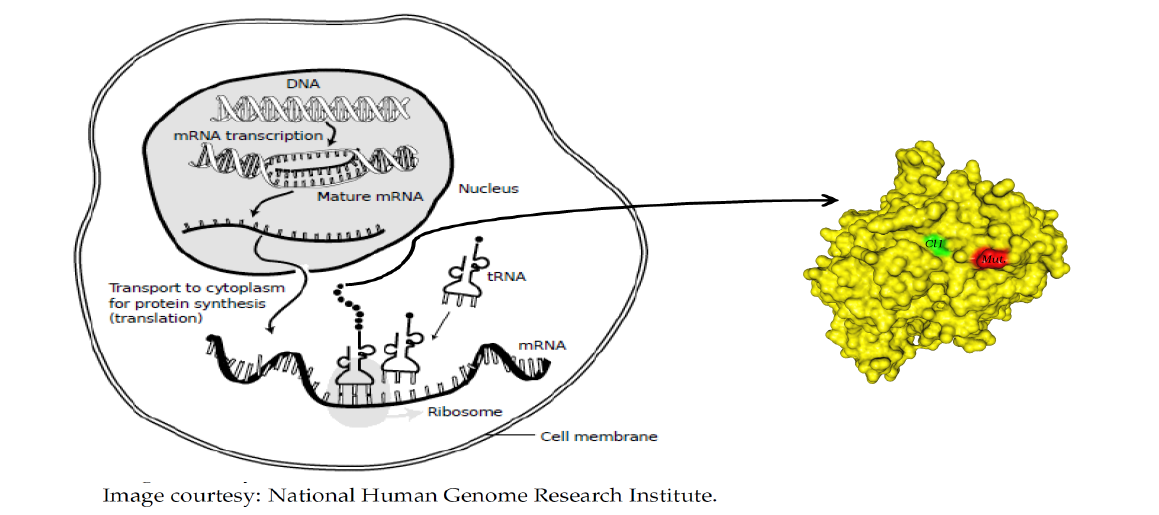 DNA
mRNA transcription
Mature mRNA
Nucleus
tRNA
Transport to cytoplasm
for protein synthesis
(translation)
mRNA
Ribosome
Cell membrane
Mut
Image courtesy: National Human Genome Research Institute.